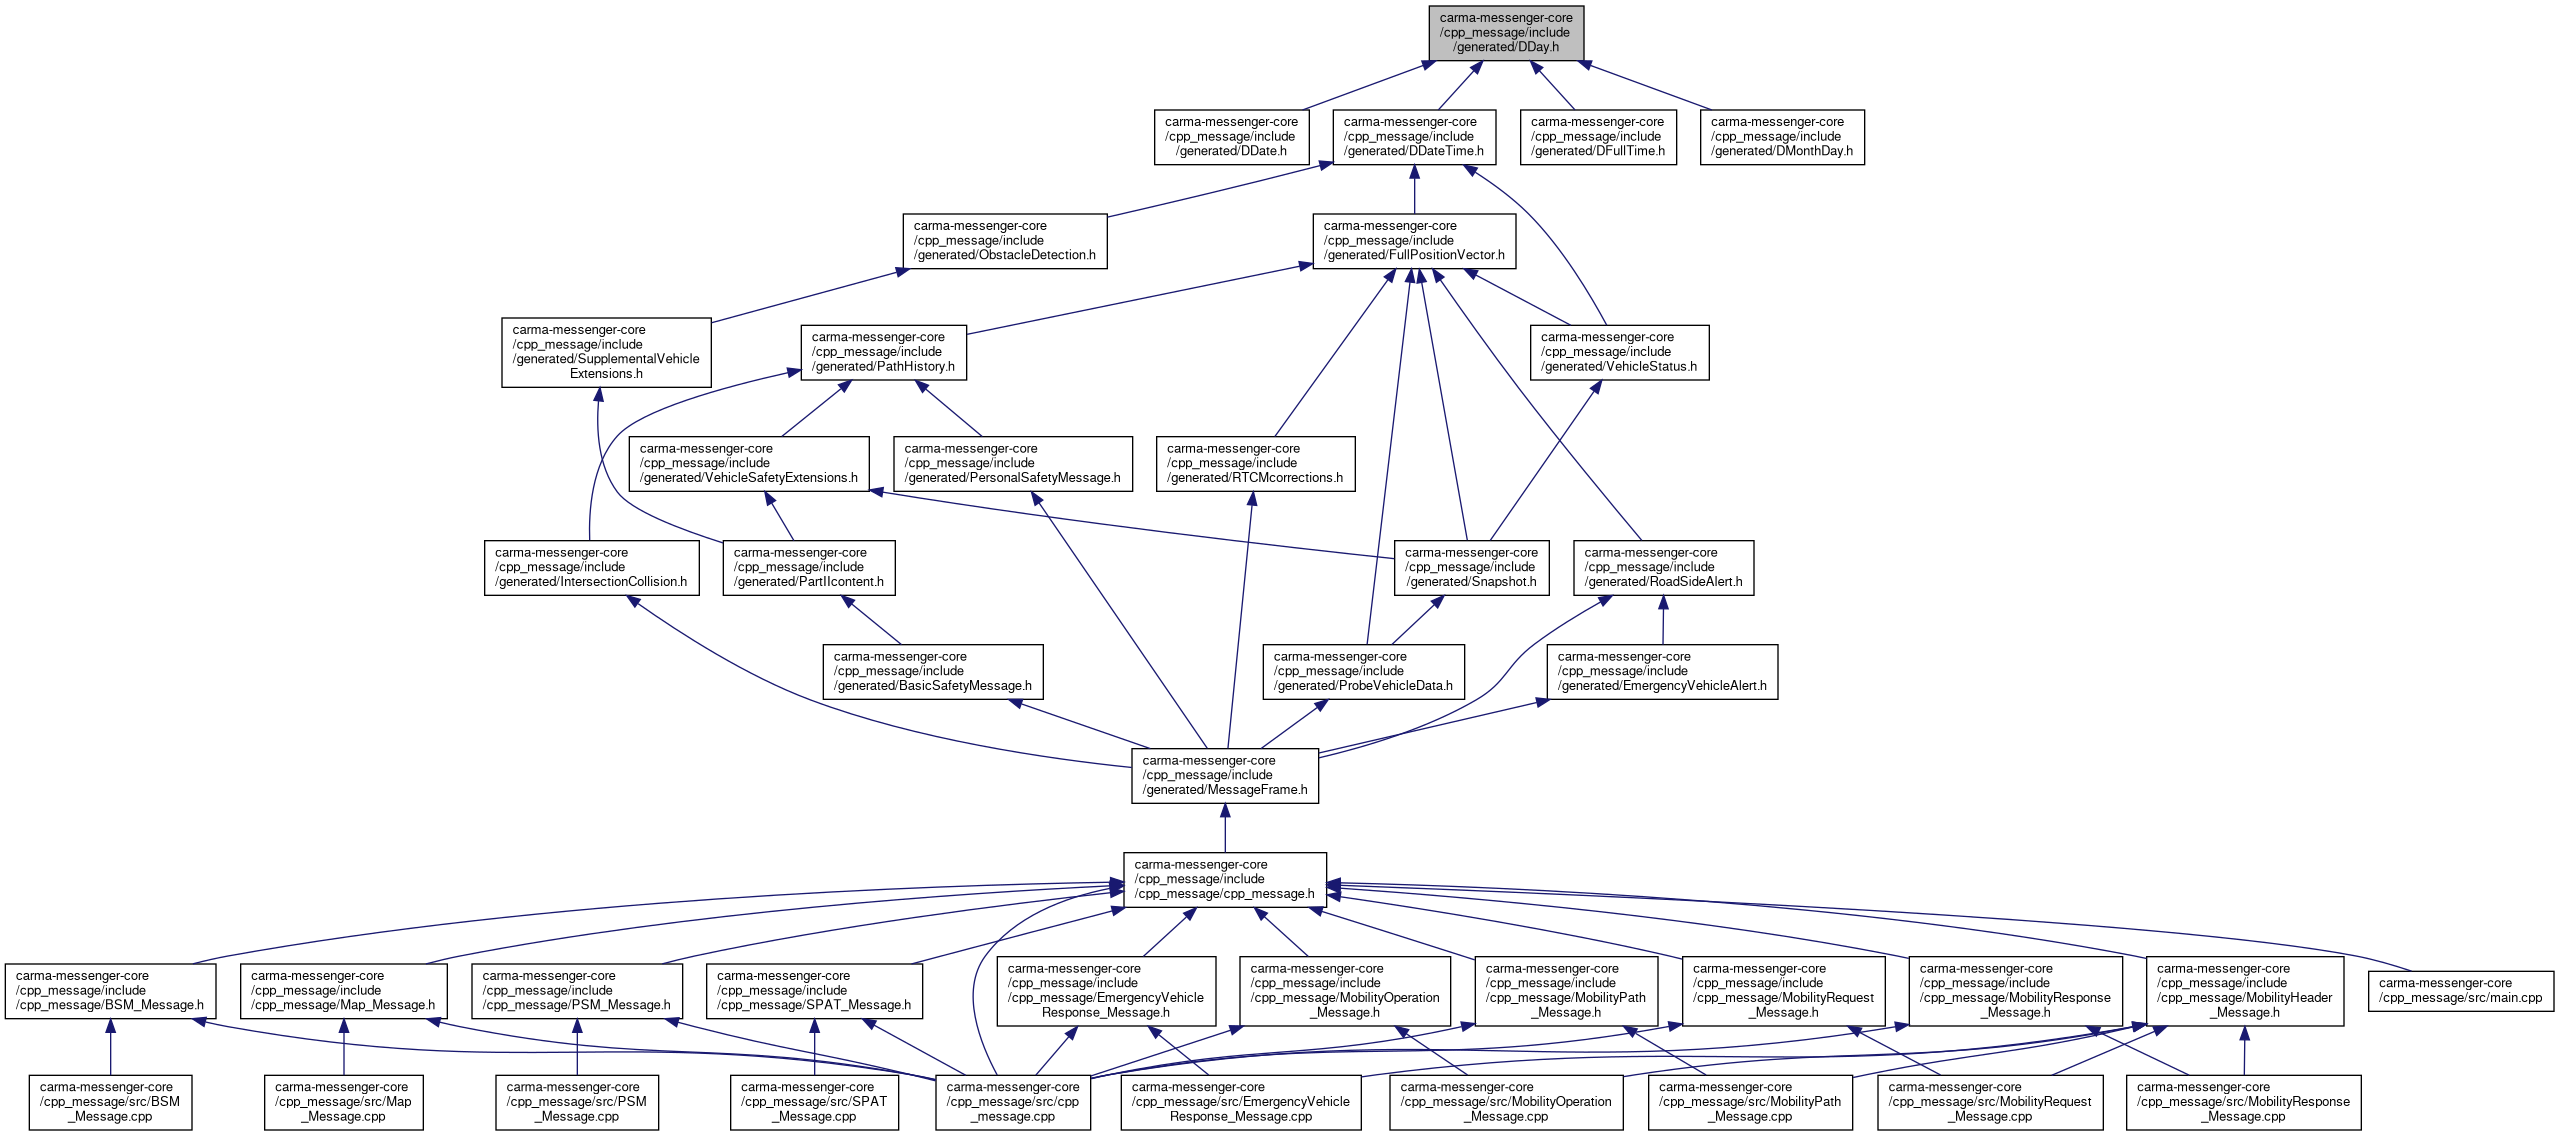 carma-messenger-core
/cpp_message/include
/generated/DDay.h
carma-messenger-core
/cpp_message/include
/generated/DDate.h
carma-messenger-core
/cpp_message/include
/generated/DDateTime.h
carma-messenger-core
/cpp_message/include
/generated/DFullTime.h
carma-messenger-core
/cpp_message/include
/generated/DMonthDay.h
carma-messenger-core
/cpp_message/include
/generated/ObstacleDetection.h
carma-messenger-core
/cpp_message/include
/generated/FullPositionVector.h
carma-messenger-core
/cpp_message/include
/generated/SupplementalVehicle
Extensions.h
carma-messenger-core
/cpp_message/include
/generated/PathHistory.h
carma-messenger-core
/cpp_message/include
/generated/VehicleStatus.h
carma-messenger-core
/cpp_message/include
/generated/VehicleSafetyExtensions.h
carma-messenger-core
/cpp_message/include
/generated/PersonalSafetyMessage.h
carma-messenger-core
/cpp_message/include
/generated/RTCMcorrections.h
carma-messenger-core
/cpp_message/include
/generated/IntersectionCollision.h
carma-messenger-core
/cpp_message/include
/generated/PartIIcontent.h
carma-messenger-core
/cpp_message/include
/generated/Snapshot.h
carma-messenger-core
/cpp_message/include
/generated/RoadSideAlert.h
carma-messenger-core
/cpp_message/include
/generated/BasicSafetyMessage.h
carma-messenger-core
/cpp_message/include
/generated/ProbeVehicleData.h
carma-messenger-core
/cpp_message/include
/generated/EmergencyVehicleAlert.h
carma-messenger-core
/cpp_message/include
/generated/MessageFrame.h
carma-messenger-core
/cpp_message/include
/cpp_message/cpp_message.h
carma-messenger-core
/cpp_message/include
/cpp_message/BSM_Message.h
carma-messenger-core
/cpp_message/include
/cpp_message/Map_Message.h
carma-messenger-core
/cpp_message/include
/cpp_message/PSM_Message.h
carma-messenger-core
/cpp_message/include
/cpp_message/SPAT_Message.h
carma-messenger-core
/cpp_message/include
/cpp_message/EmergencyVehicle
Response_Message.h
carma-messenger-core
/cpp_message/include
/cpp_message/MobilityOperation
_Message.h
carma-messenger-core
/cpp_message/include
/cpp_message/MobilityPath
_Message.h
carma-messenger-core
/cpp_message/include
/cpp_message/MobilityRequest
_Message.h
carma-messenger-core
/cpp_message/include
/cpp_message/MobilityResponse
_Message.h
carma-messenger-core
/cpp_message/include
/cpp_message/MobilityHeader
_Message.h
carma-messenger-core
/cpp_message/src/main.cpp
carma-messenger-core
/cpp_message/src/BSM
_Message.cpp
carma-messenger-core
/cpp_message/src/Map
_Message.cpp
carma-messenger-core
/cpp_message/src/PSM
_Message.cpp
carma-messenger-core
/cpp_message/src/SPAT
_Message.cpp
carma-messenger-core
/cpp_message/src/cpp
_message.cpp
carma-messenger-core
/cpp_message/src/EmergencyVehicle
Response_Message.cpp
carma-messenger-core
/cpp_message/src/MobilityOperation
_Message.cpp
carma-messenger-core
/cpp_message/src/MobilityPath
_Message.cpp
carma-messenger-core
/cpp_message/src/MobilityRequest
_Message.cpp
carma-messenger-core
/cpp_message/src/MobilityResponse
_Message.cpp